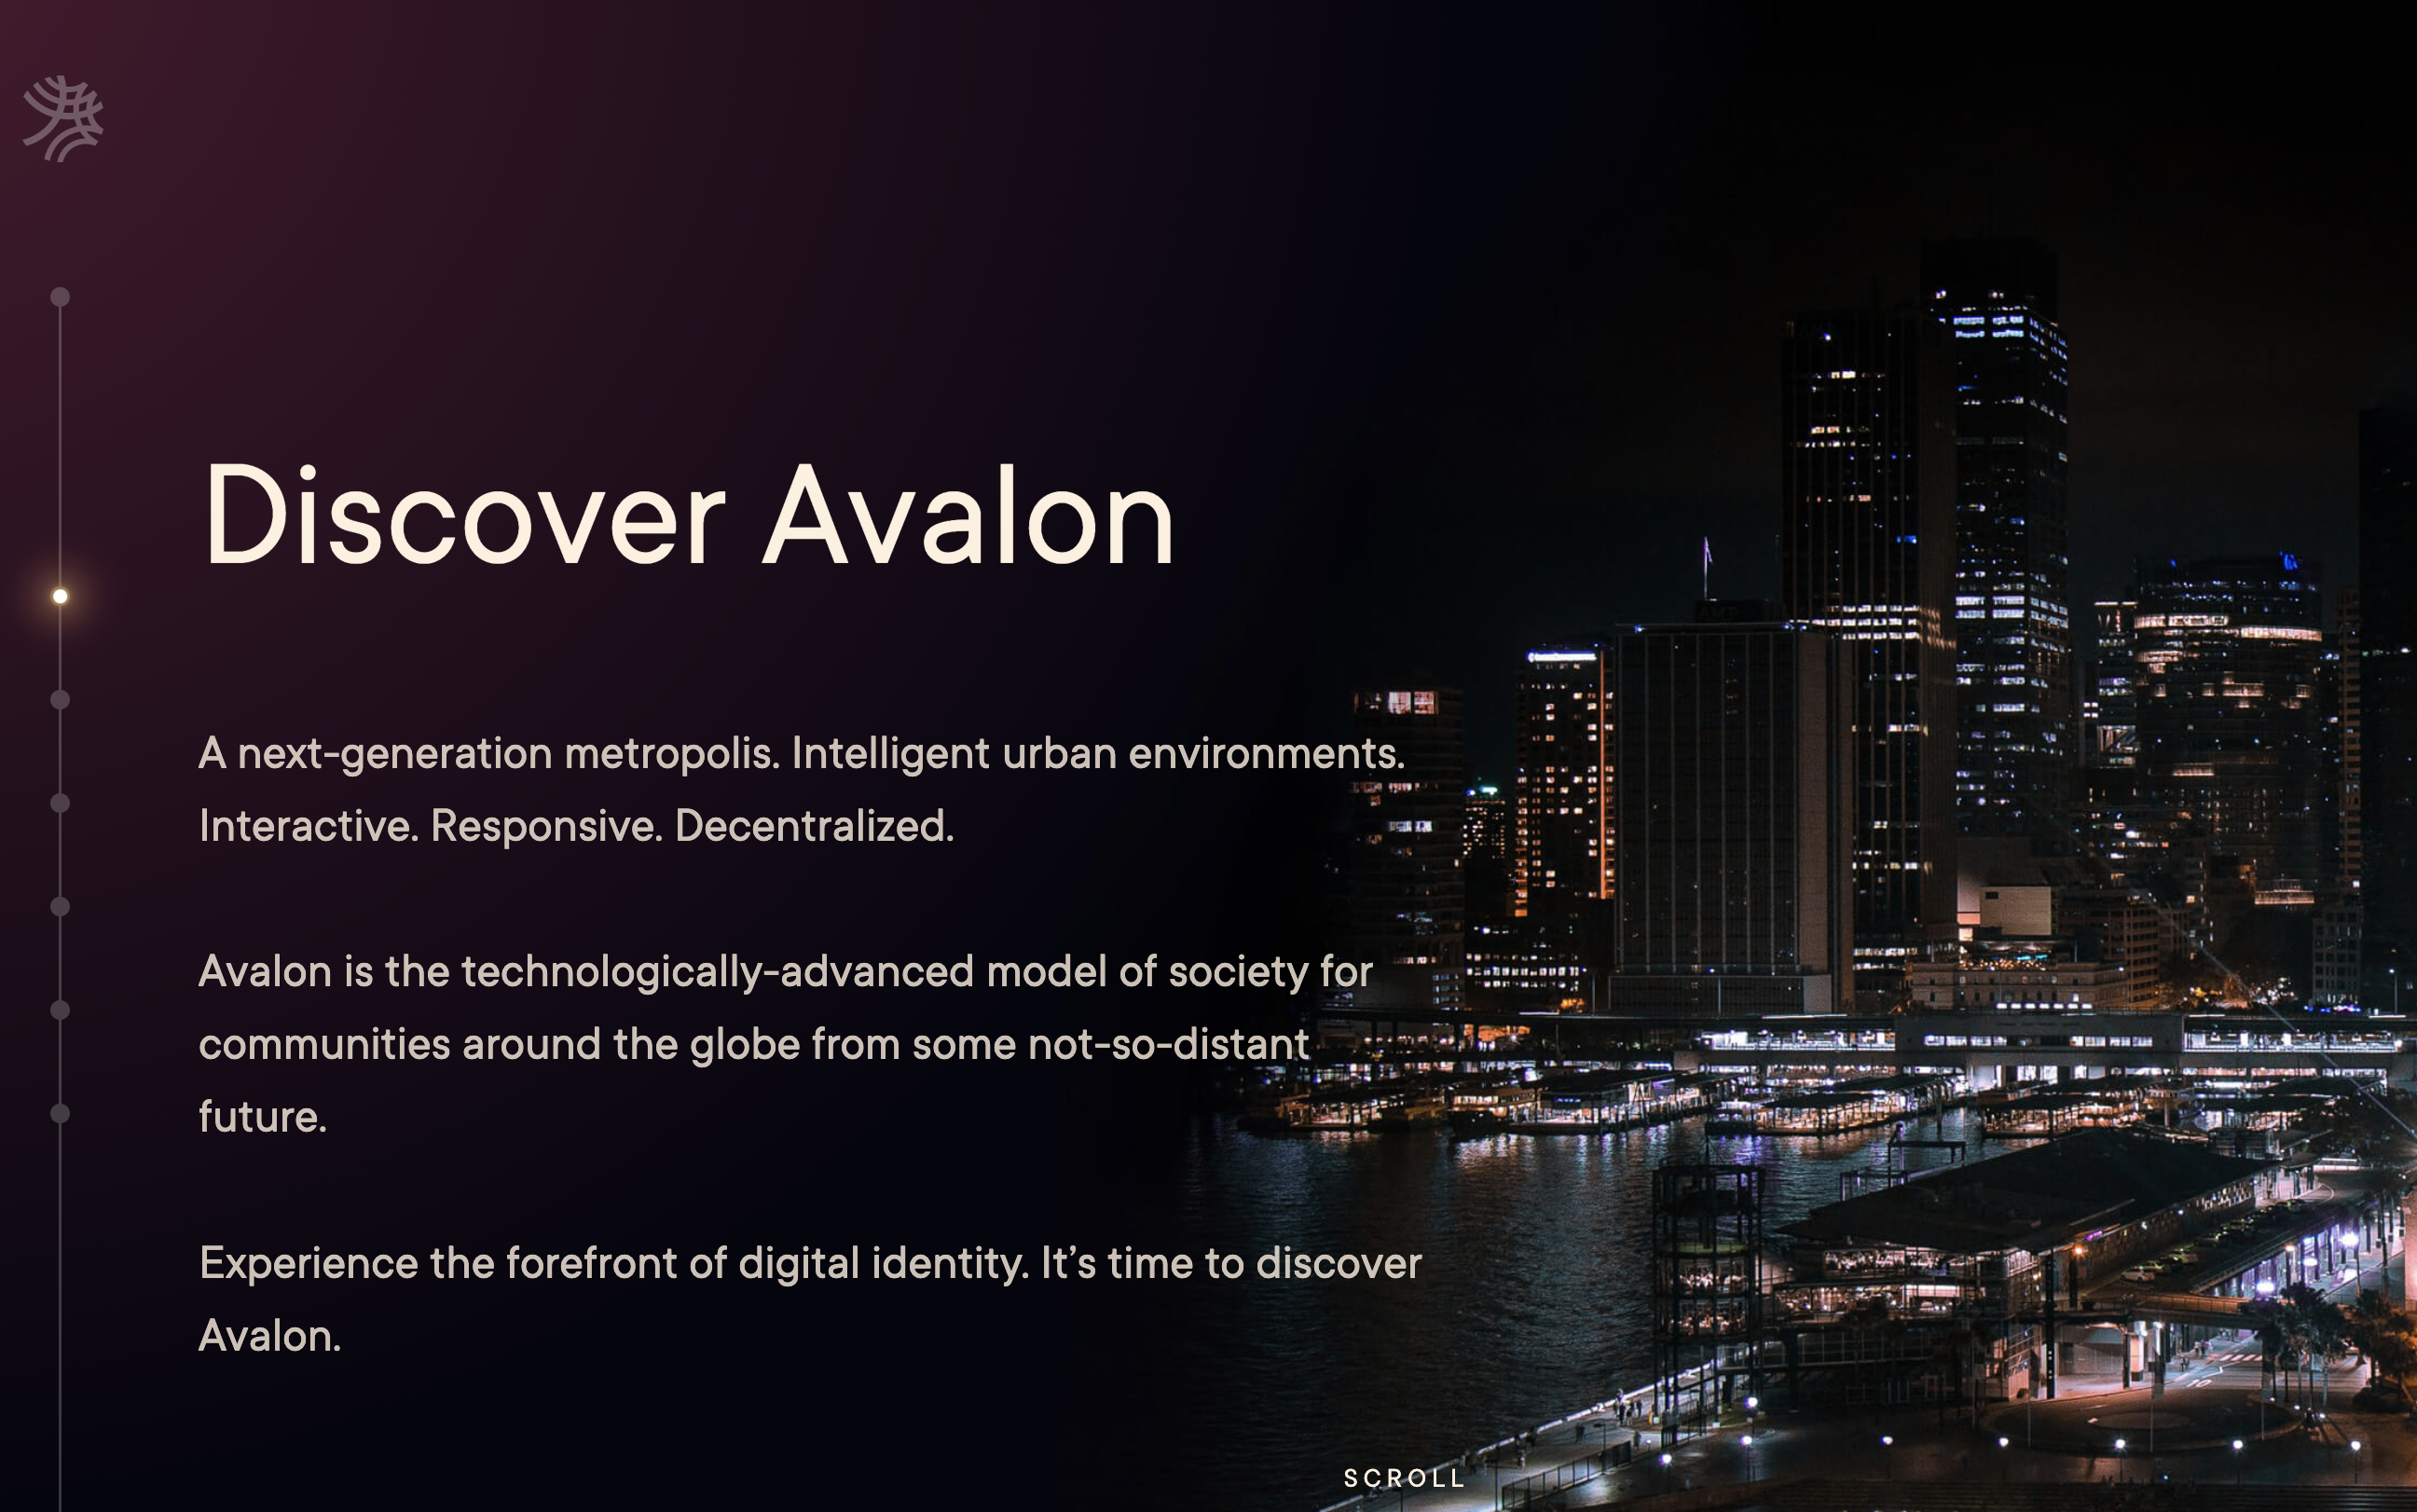 Discover Avalon
A next-generation metropolis. Intelligent urban environments.
Interactive. Responsive. Decentralized.
Avalon is the technologically-advanced model of society for
communities around the globe from some not-so-distant
future.
Experience the forefront of digital identity. It’s time to discover
Avalon.
SCROLL